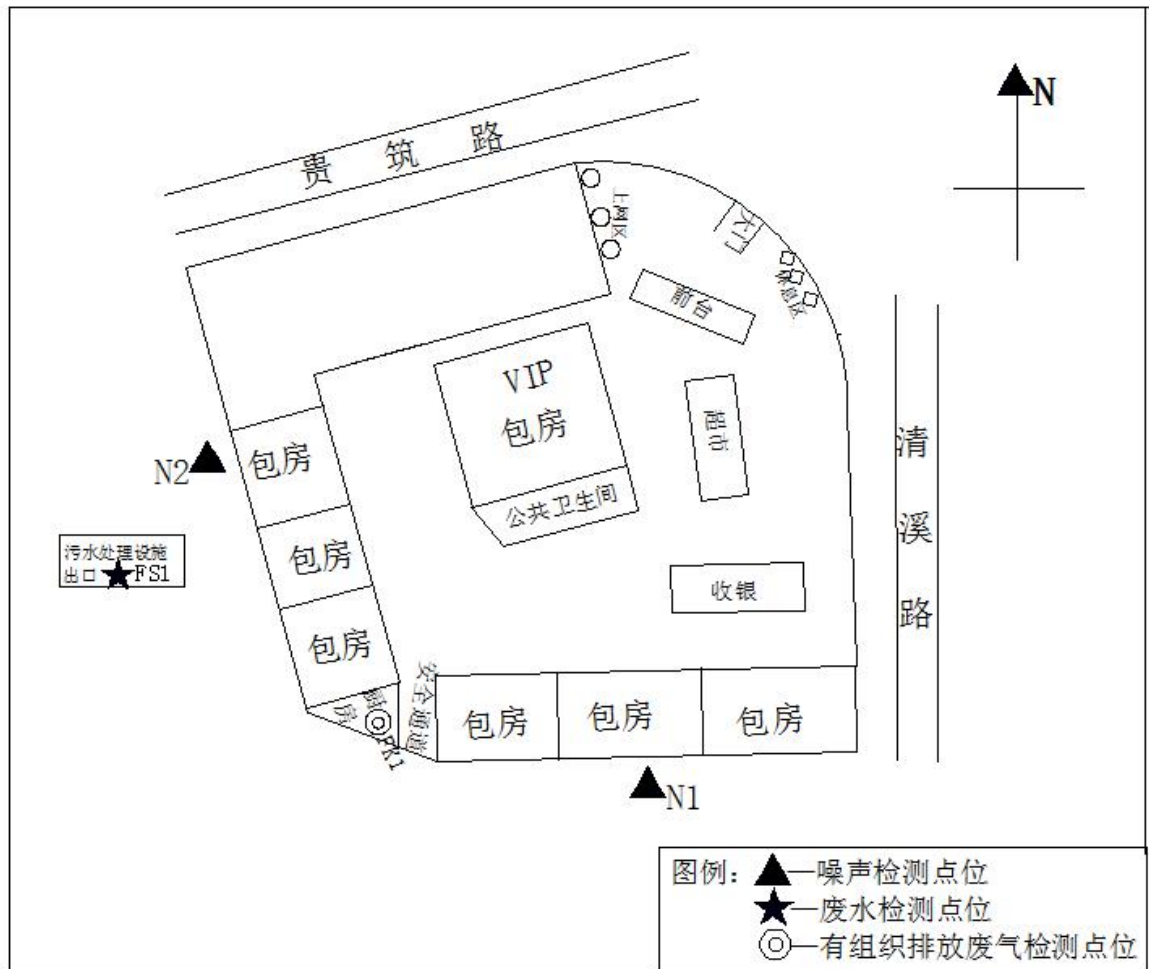 贵筑路
N
上网区
大门
休息区
前台
VIP
包房
超市
公共卫生间
清溪路
包房
N2
包房
污水处理设施
出口 FS1
收银
包房
厨房
FK1
安全通道
包房
包房
包房
N1
图例：
噪声检测点位
废水检测点位
有组织排放废气检测点位